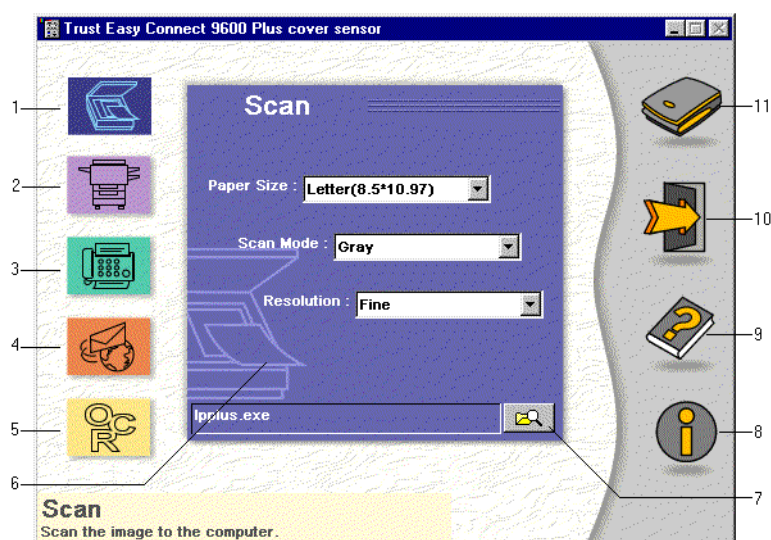 Trust Easy Connect 9600 Plus cover sensor
Scan
Paper Size : Letter(8.5*10.97)
Scan Mode : Gray
Resolution : Fine
Ipplus.exe
OCR
Scan
Scan the image to the computer.
1
2
3
4
5
6
7
8
9
10
11